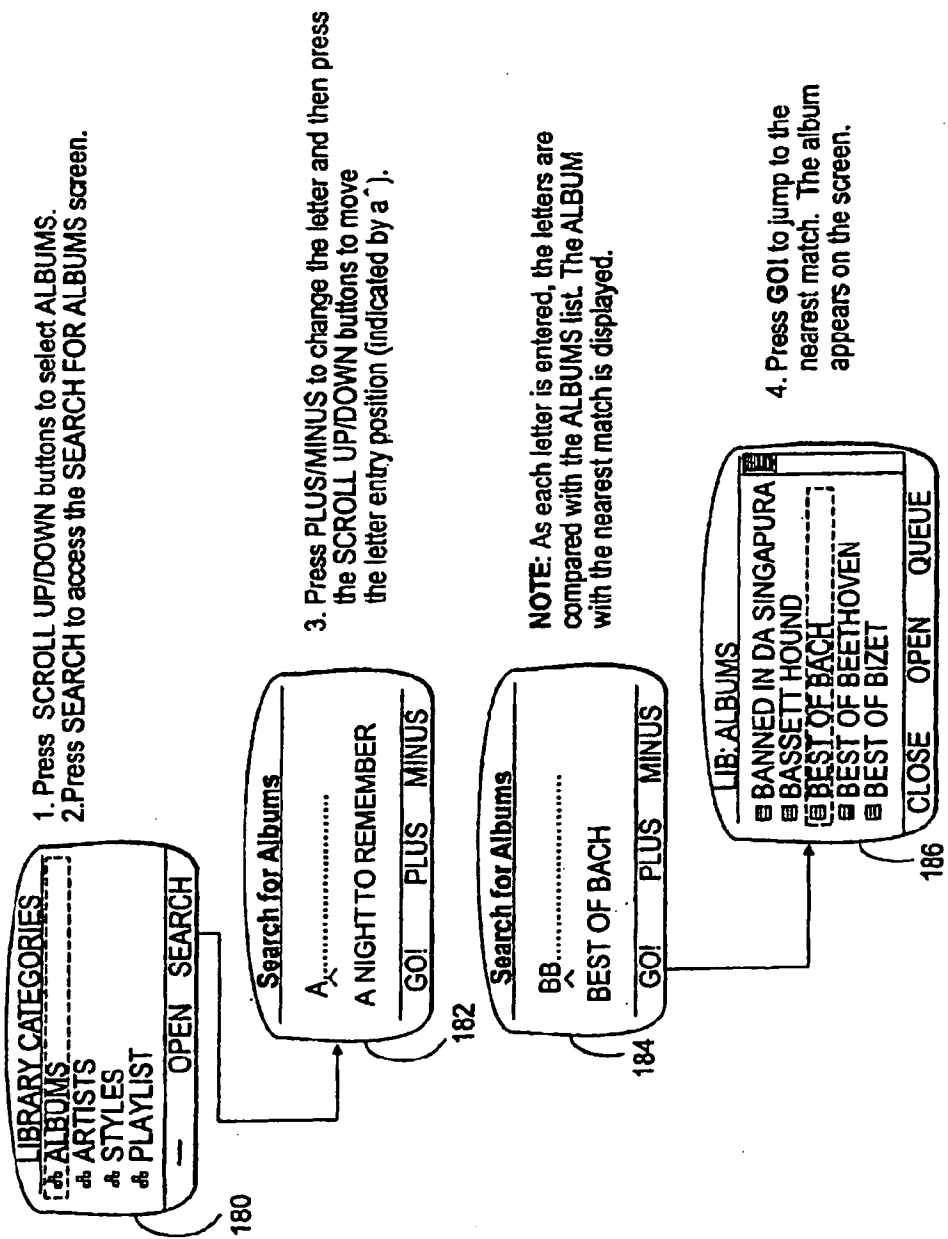 1. Press SCROLL UP/DOWN buttons to select ALBUMS.
2.Press SEARCH to access the SEARCH FOR ALBUMS screen.
LIBRARY CATEGORIES
ALBUMS
ARTISTS
STYLES
PLAYLIST
— OPEN SEARCH
180
3. Press PLUS/MINUS to change the letter and then press
the SCROLL UP/DOWN buttons to move
the letter entry position (indicated by a ^ ).
Search for Albums
A........................
^
A NIGHT TO REMEMBER
GO! PLUS MINUS
182
NOTE: As each letter is entered, the letters are
compared with the ALBUMS list. The ALBUM
with the nearest match is displayed.
Search for Albums
BB........................
^
BEST OF BACH
GO! PLUS MINUS
184
4. Press GO! to jump to the
nearest match. The album
appears on the screen.
LIB: ALBUMS
BANNED IN DA SINGAPURA
BASSETT HOUND
BEST OF BACH
BEST OF BEETHOVEN
BEST OF BIZET
CLOSE OPEN QUEUE
186